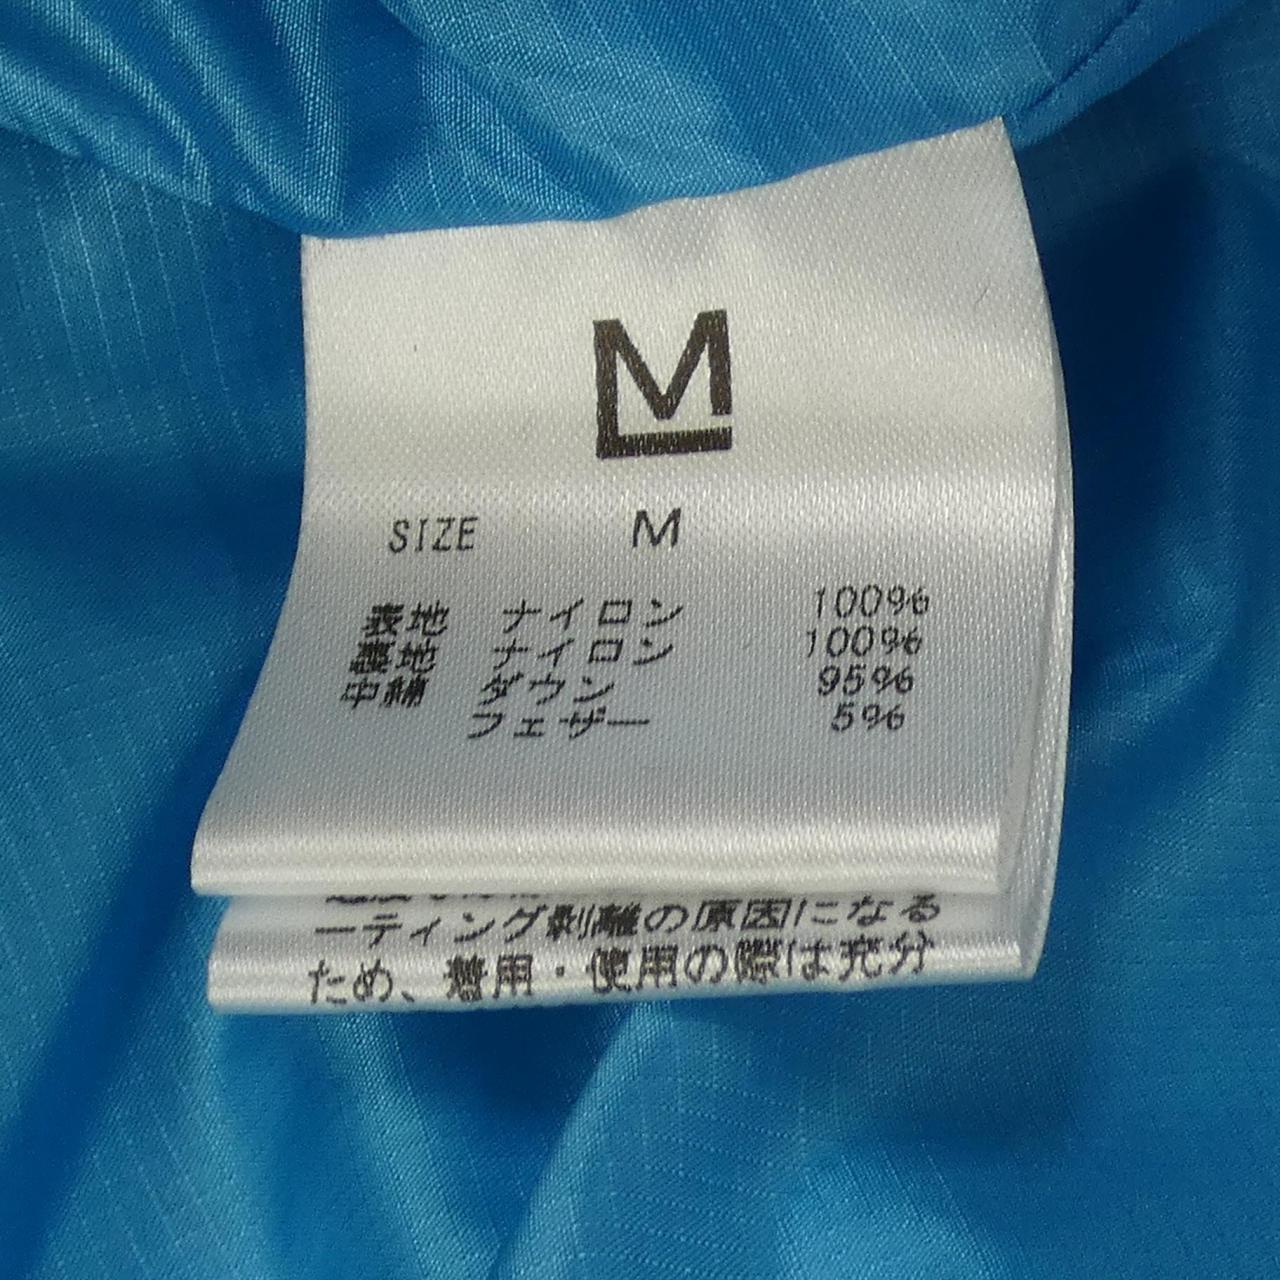 M
SIZE M
表地 ナイロン 100%
裏地 ナイロン 100%
中綿 ダウン 95%
フェザー 5%
ーティング剥離の原因になる
ため、着用・使用の際は充分